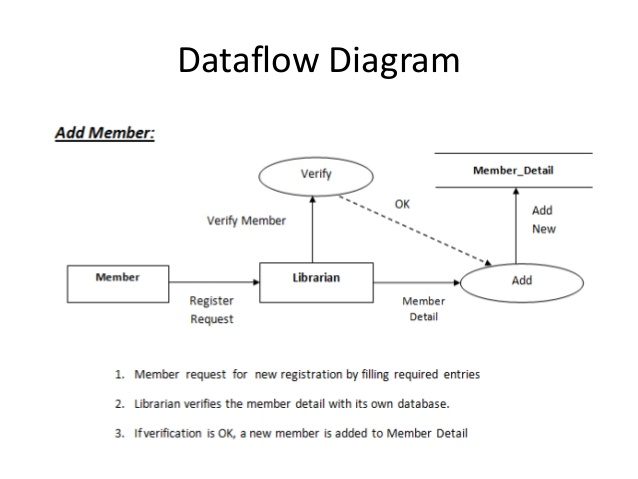 Dataflow Diagram
Add Member:
Verify
Member_Detail
OK
Verify Member
Add
New
Member
Librarian
Add
Register
Request
Member
Detail
1. Member request for new registration by filling required entries
2. Librarian verifies the member detail with its own database.
3. If verification is OK, a new member is added to Member Detail